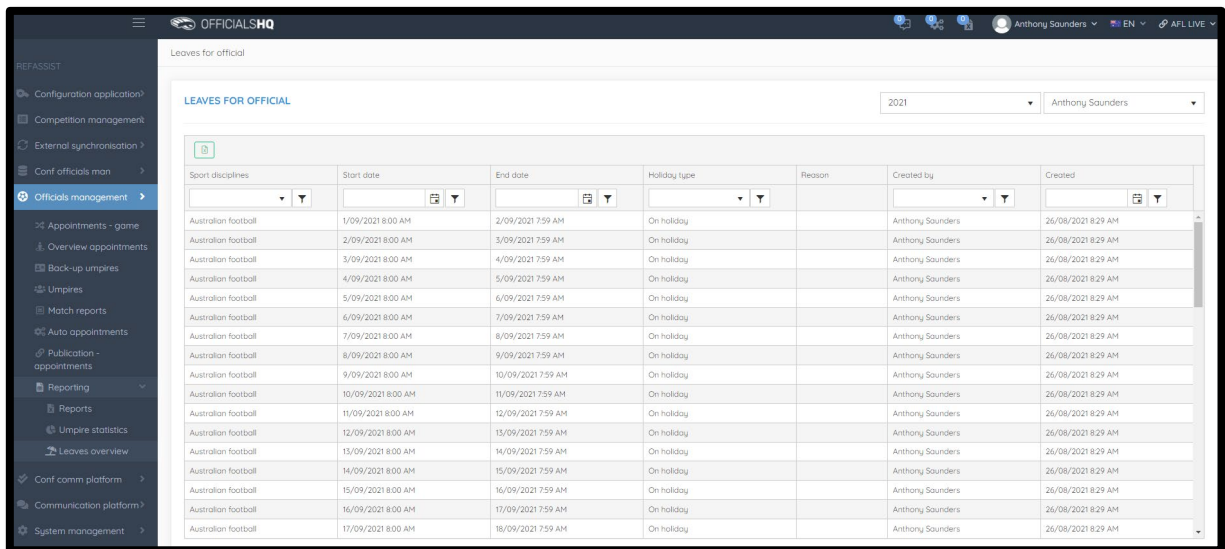 OFFICIALSHQ
0 0 0 Anthony Saunders EN AFL LIVE
REFASSIST
Configuration application
Competition management
External synchronisation
Conf officials man
Officials management
Appointments - game
Overview appointments
Back-up umpires
Umpires
Match reports
Auto appointments
Publication -
appointments
Reporting
Reports
Umpire statistics
Leaves overview
Conf comm platform
Communication platform
System management
Leaves for official
LEAVES FOR OFFICIAL 2021 Anthony Saunders
Sport disciplines Start date End date Holiday type Reason Created by Created
Australian football 1/09/2021 8:00 AM 2/09/2021 7:59 AM On holiday Anthony Saunders 26/08/2021 8:29 AM
Australian football 2/09/2021 8:00 AM 3/09/2021 7:59 AM On holiday Anthony Saunders 26/08/2021 8:29 AM
Australian football 3/09/2021 8:00 AM 4/09/2021 7:59 AM On holiday Anthony Saunders 26/08/2021 8:29 AM
Australian football 4/09/2021 8:00 AM 5/09/2021 7:59 AM On holiday Anthony Saunders 26/08/2021 8:29 AM
Australian football 5/09/2021 8:00 AM 6/09/2021 7:59 AM On holiday Anthony Saunders 26/08/2021 8:29 AM
Australian football 6/09/2021 8:00 AM 7/09/2021 7:59 AM On holiday Anthony Saunders 26/08/2021 8:29 AM
Australian football 7/09/2021 8:00 AM 8/09/2021 7:59 AM On holiday Anthony Saunders 26/08/2021 8:29 AM
Australian football 8/09/2021 8:00 AM 9/09/2021 7:59 AM On holiday Anthony Saunders 26/08/2021 8:29 AM
Australian football 9/09/2021 8:00 AM 10/09/2021 7:59 AM On holiday Anthony Saunders 26/08/2021 8:29 AM
Australian football 10/09/2021 8:00 AM 11/09/2021 7:59 AM On holiday Anthony Saunders 26/08/2021 8:29 AM
Australian football 11/09/2021 8:00 AM 12/09/2021 7:59 AM On holiday Anthony Saunders 26/08/2021 8:29 AM
Australian football 12/09/2021 8:00 AM 13/09/2021 7:59 AM On holiday Anthony Saunders 26/08/2021 8:29 AM
Australian football 13/09/2021 8:00 AM 14/09/2021 7:59 AM On holiday Anthony Saunders 26/08/2021 8:29 AM
Australian football 14/09/2021 8:00 AM 15/09/2021 7:59 AM On holiday Anthony Saunders 26/08/2021 8:29 AM
Australian football 15/09/2021 8:00 AM 16/09/2021 7:59 AM On holiday Anthony Saunders 26/08/2021 8:29 AM
Australian football 16/09/2021 8:00 AM 17/09/2021 7:59 AM On holiday Anthony Saunders 26/08/2021 8:29 AM
Australian football 17/09/2021 8:00 AM 18/09/2021 7:59 AM On holiday Anthony Saunders 26/08/2021 8:29 AM